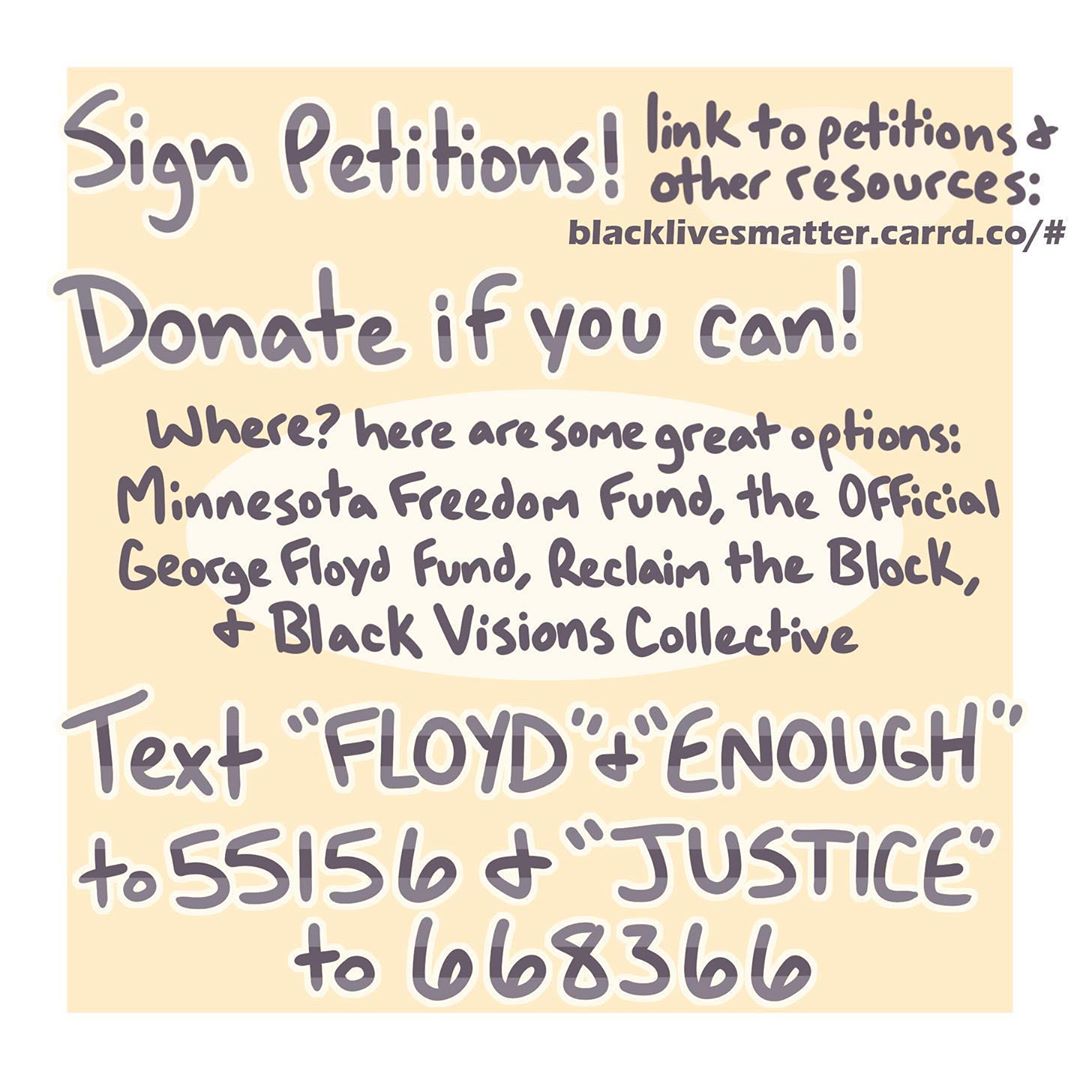 Sign Petitions!
link to petitions &
other resources:
blacklivesmatter.carrd.co/#
Donate if you can!
Where? here are some great options:
Minnesota Freedom Fund, the Official
George Floyd Fund, Reclaim the Block,
& Black Visions Collective
Text "FLOYD" & "ENOUGH"
to 55156 & "JUSTICE"
to 668366